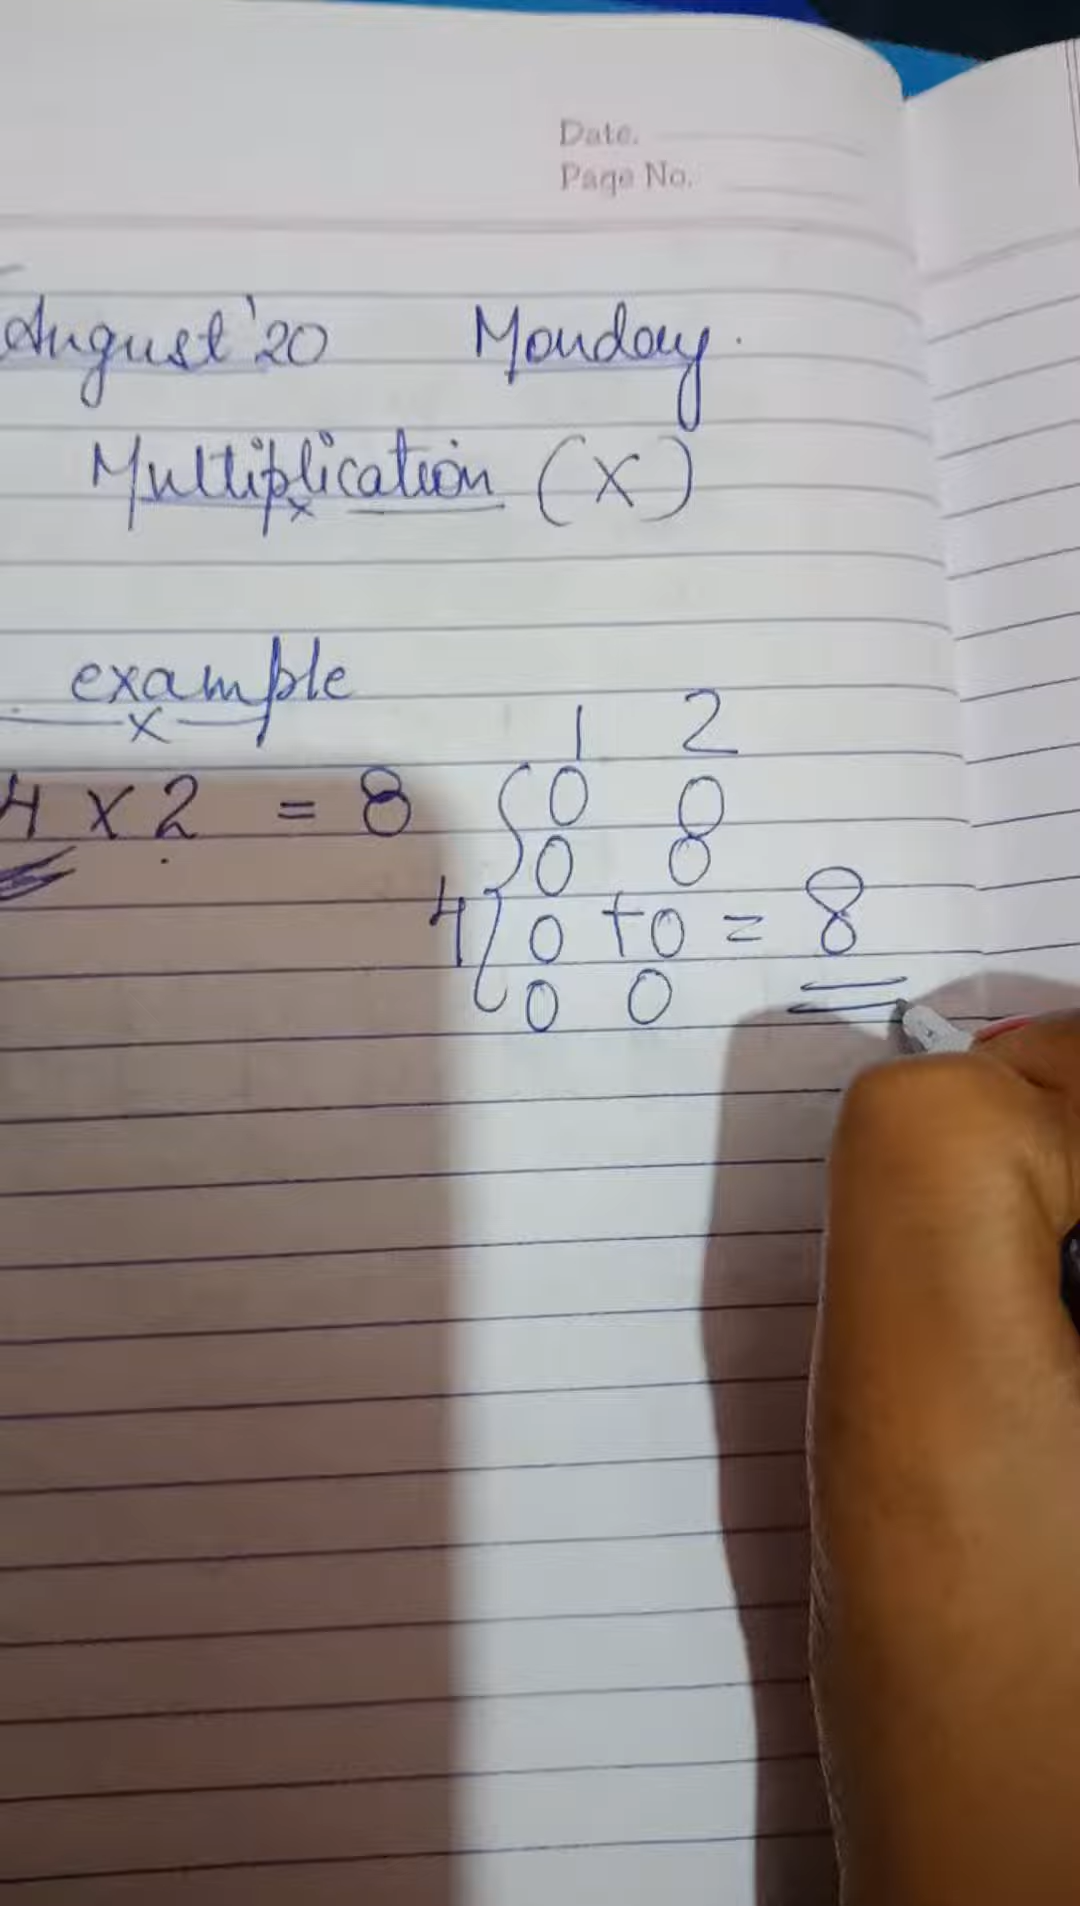 Date.
Page No.
August '20 Monday.
Multiplication (x)
example
1 2
4 x 2 = 8
0 0
0 0
4 0 + 0 = 8
0 0